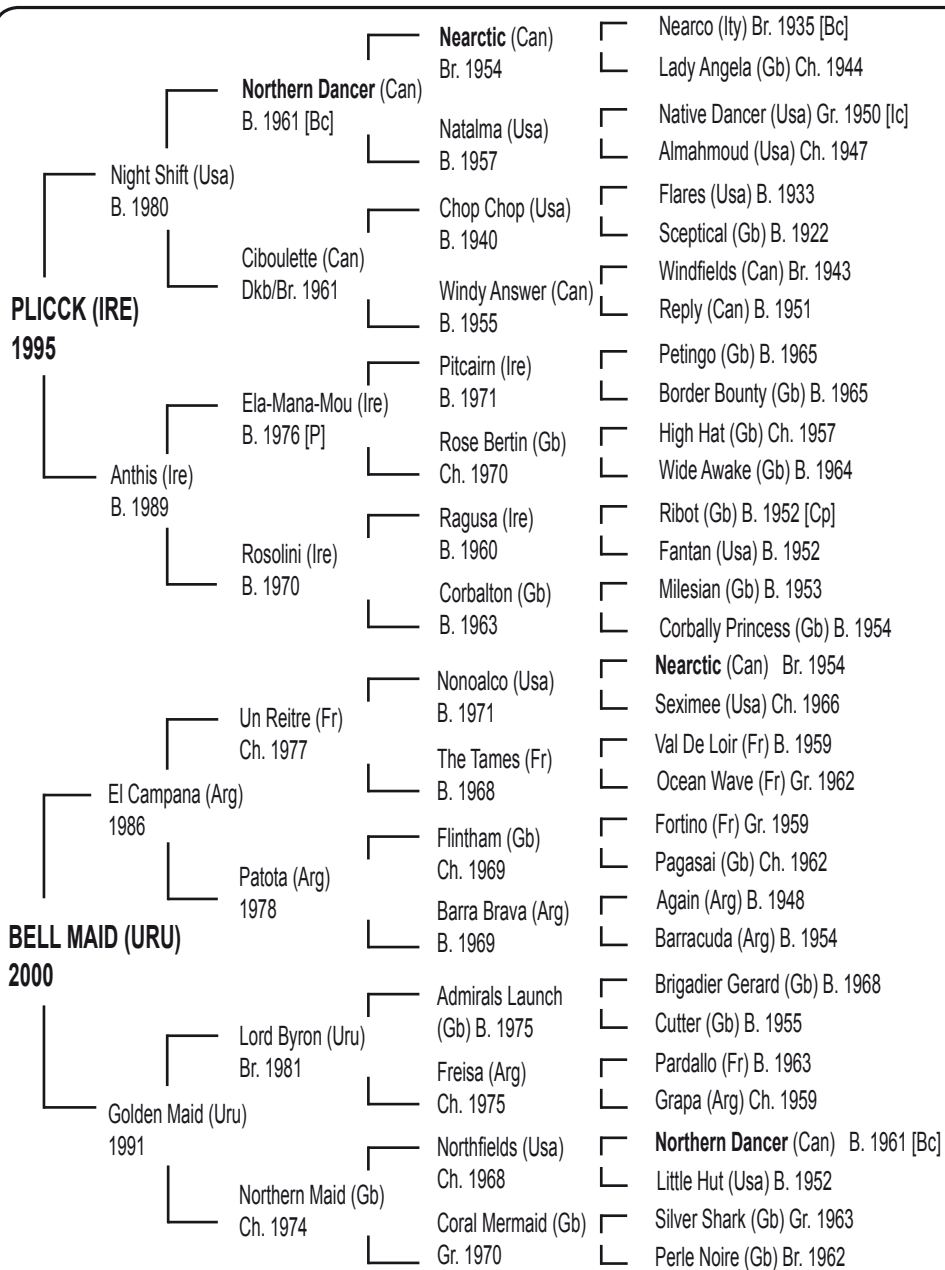 PLICCK (IRE)
1995
Night Shift (Usa)
B. 1980
Northern Dancer (Can)
B. 1961 [Bc]
Nearctic (Can)
Br. 1954
Nearco (Ity) Br. 1935 [Bc]
Lady Angela (Gb) Ch. 1944
Natalma (Usa)
B. 1957
Native Dancer (Usa) Gr. 1950 [Ic]
Almahmoud (Usa) Ch. 1947
Ciboulette (Can)
Dkb/Br. 1961
Chop Chop (Usa)
B. 1940
Flares (Usa) B. 1933
Sceptical (Gb) B. 1922
Windy Answer (Can)
B. 1955
Windfields (Can) Br. 1943
Reply (Can) B. 1951
Anthis (Ire)
B. 1989
Ela-Mana-Mou (Ire)
B. 1976 [P]
Pitcairn (Ire)
B. 1971
Petingo (Gb) B. 1965
Border Bounty (Gb) B. 1965
Rose Bertin (Gb)
Ch. 1970
High Hat (Gb) Ch. 1957
Wide Awake (Gb) B. 1964
Rosolini (Ire)
B. 1970
Ragusa (Ire)
B. 1960
Ribot (Gb) B. 1952 [Cp]
Fantan (Usa) B. 1952
Corbalton (Gb)
B. 1963
Milesian (Gb) B. 1953
Corbally Princess (Gb) B. 1954
BELL MAID (URU)
2000
El Campana (Arg)
1986
Un Reitre (Fr)
Ch. 1977
Nonoalco (Usa)
B. 1971
Nearctic (Can) Br. 1954
Seximee (Usa) Ch. 1966
The Tames (Fr)
B. 1968
Val De Loir (Fr) B. 1959
Ocean Wave (Fr) Gr. 1962
Patota (Arg)
1978
Flintham (Gb)
Ch. 1969
Fortino (Fr) Gr. 1959
Pagasai (Gb) Ch. 1962
Barra Brava (Arg)
B. 1969
Again (Arg) B. 1948
Barracuda (Arg) B. 1954
Golden Maid (Uru)
1991
Lord Byron (Uru)
Br. 1981
Admirals Launch
(Gb) B. 1975
Brigadier Gerard (Gb) B. 1968
Cutter (Gb) B. 1955
Freisa (Arg)
Ch. 1975
Pardallo (Fr) B. 1963
Grapa (Arg) Ch. 1959
Northern Maid (Gb)
Ch. 1974
Northfields (Usa)
Ch. 1968
Northern Dancer (Can) B. 1961 [Bc]
Little Hut (Usa) B. 1952
Coral Mermaid (Gb)
Gr. 1970
Silver Shark (Gb) Gr. 1963
Perle Noire (Gb) Br. 1962